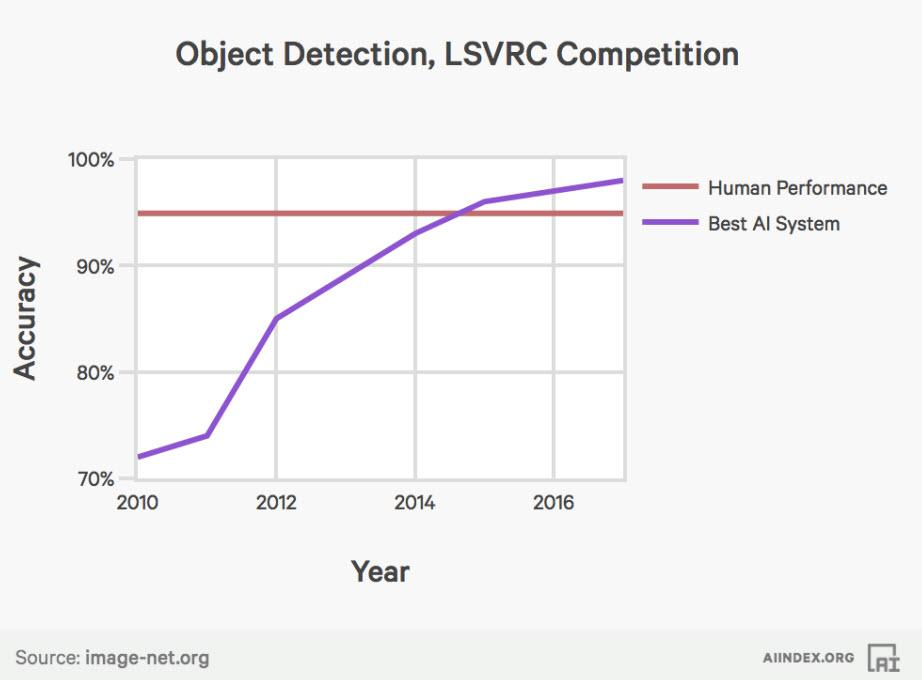 Object Detection, LSVRC Competition
100%
90%
80%
70%
Accuracy
2010 2012 2014 2016
Year
Human Performance
Best AI System
Source: image-net.org
AIINDEX.ORG AI